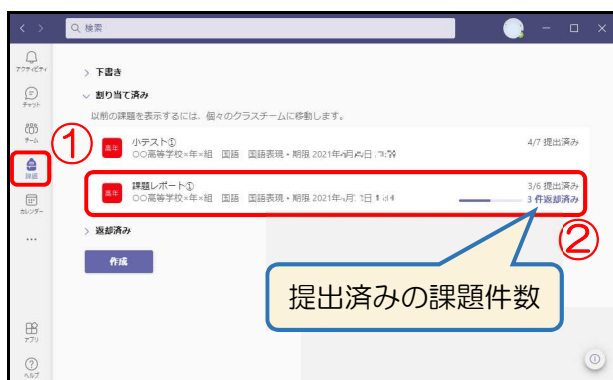 検索
アクティビティ
チャット
チーム
課題
カレンダー
アプリ
ヘルプ
下書き
割り当て済み
以前の課題を表示するには、個々のクラスチームに移動します。
①
高年
小テスト①
〇〇高等学校×年×組 国語 国語表現・期限 2021年
4/7 提出済み
高年
課題レポート①
〇〇高等学校×年×組 国語 国語表現・期限 2021年
3/6 提出済み
3 件返却済み
②
返却済み
作成
提出済みの課題件数